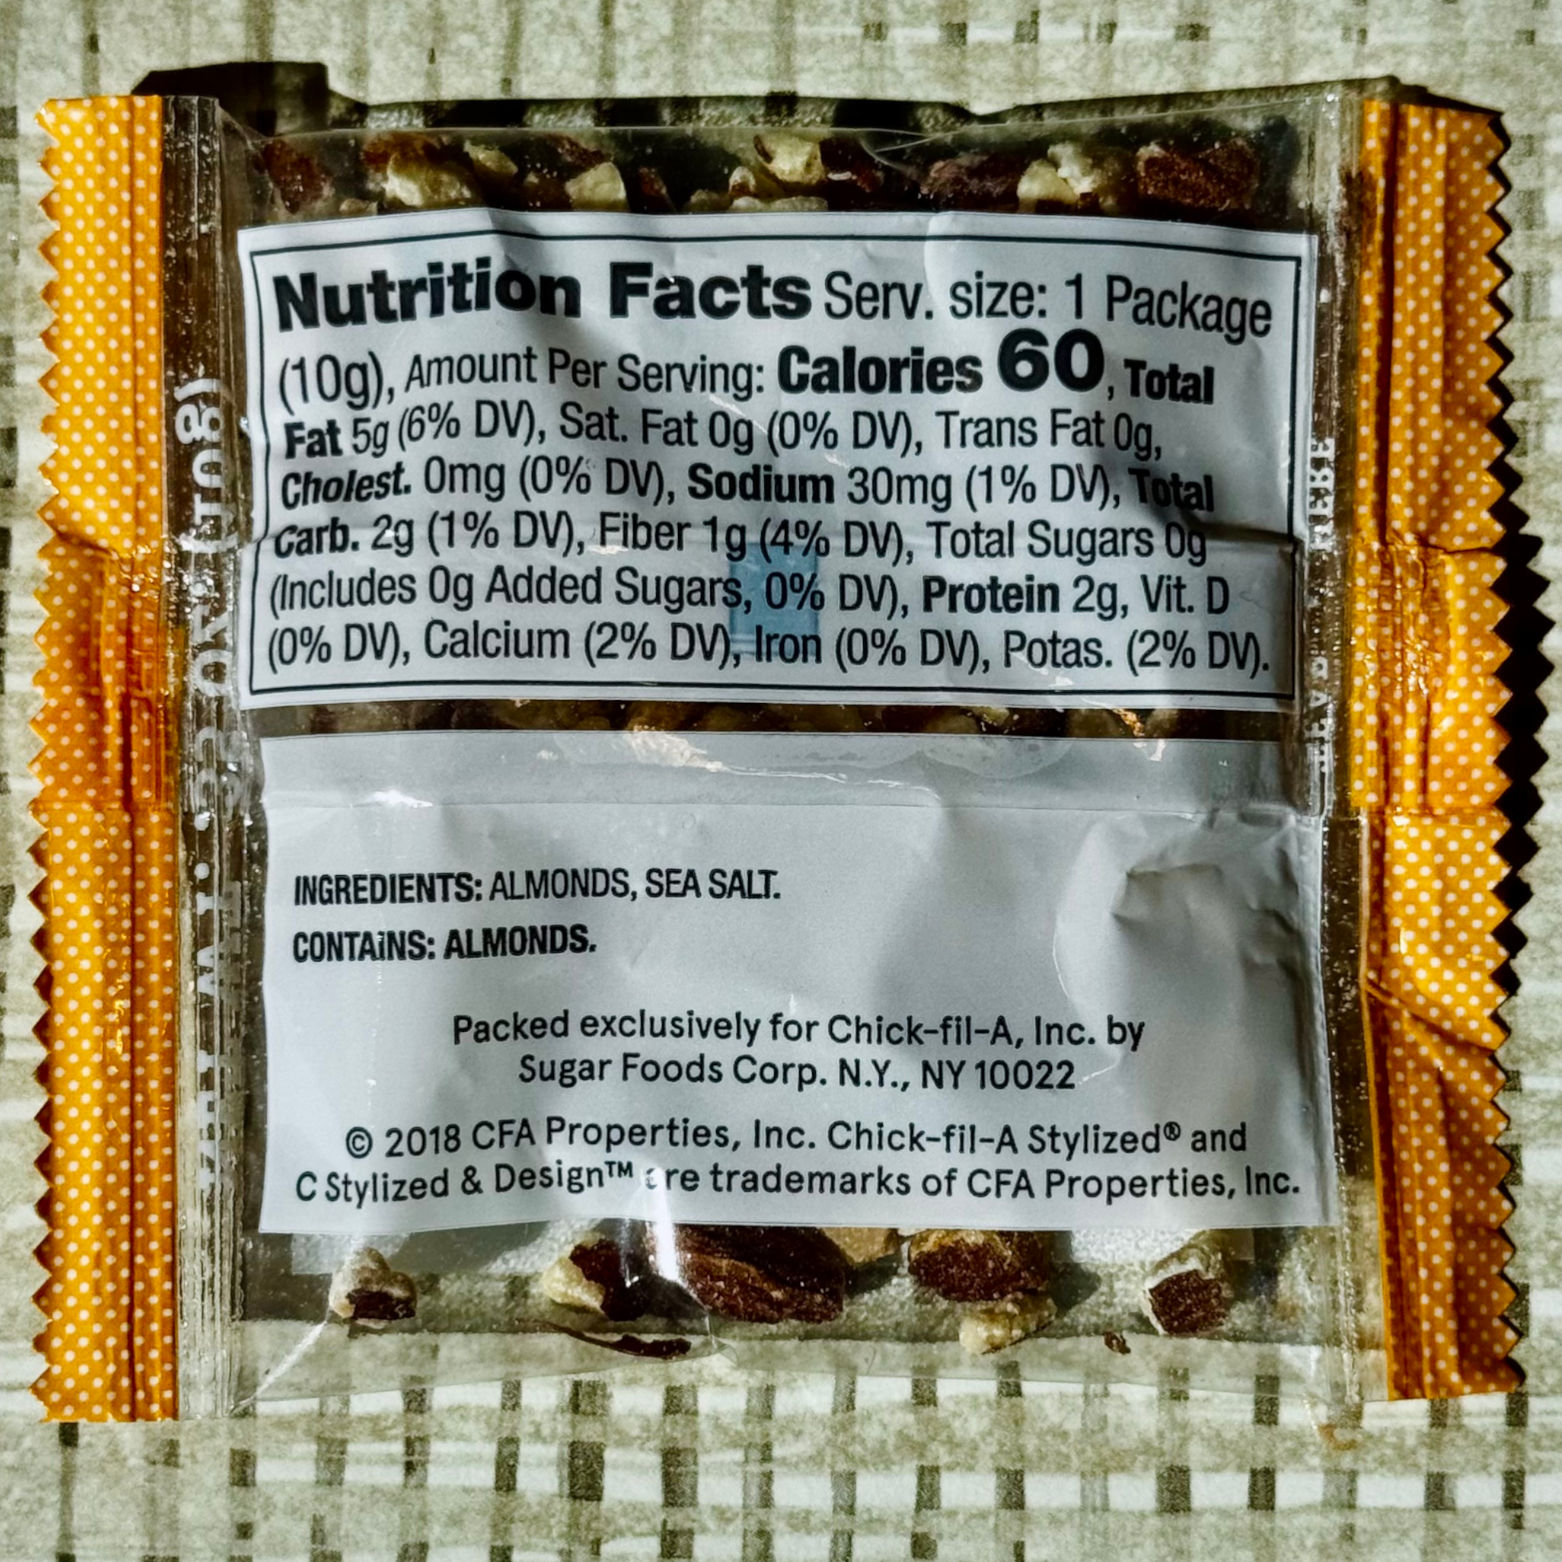 Nutrition Facts Serv. size: 1 Package
(10g), Amount Per Serving: Calories 60, Total
Fat 5g (6% DV), Sat. Fat 0g (0% DV), Trans Fat 0g,
Cholest. 0mg (0% DV), Sodium 30mg (1% DV), Total
Carb. 2g (1% DV), Fiber 1g (4% DV), Total Sugars 0g
(Includes 0g Added Sugars, 0% DV), Protein 2g, Vit. D
(0% DV), Calcium (2% DV), Iron (0% DV), Potas. (2% DV).
INGREDIENTS: ALMONDS, SEA SALT.
CONTAINS: ALMONDS.
Packed exclusively for Chick-fil-A, Inc. by
Sugar Foods Corp. N.Y., NY 10022
© 2018 CFA Properties, Inc. Chick-fil-A Stylized® and
C Stylized & Design™ are trademarks of CFA Properties, Inc.
(10g)
HERE